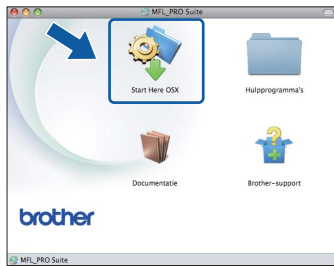 MFL_PRO Suite
Start Here OSX
Hulpprogramma's
Documentatie
Brother-support
brother
MFL_PRO Suite